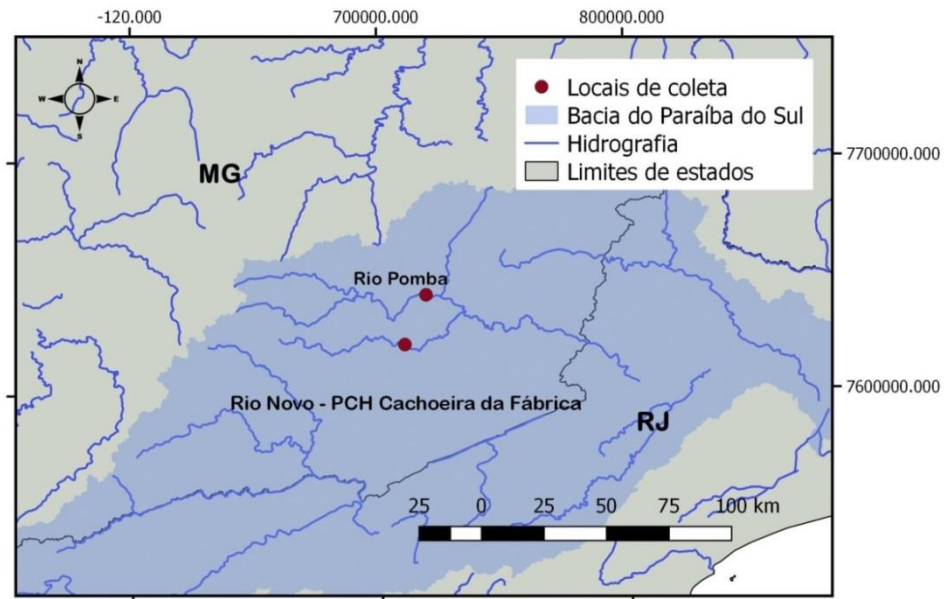 -120.000 700000.000 800000.000
N
W E
S
Locais de coleta
Bacia do Paraíba do Sul
Hidrografia
Limites de estados
7700000.000
MG
Rio Pomba
7600000.000
Rio Novo - PCH Cachoeira da Fábrica
RJ
25 0 25 50 75 100 km